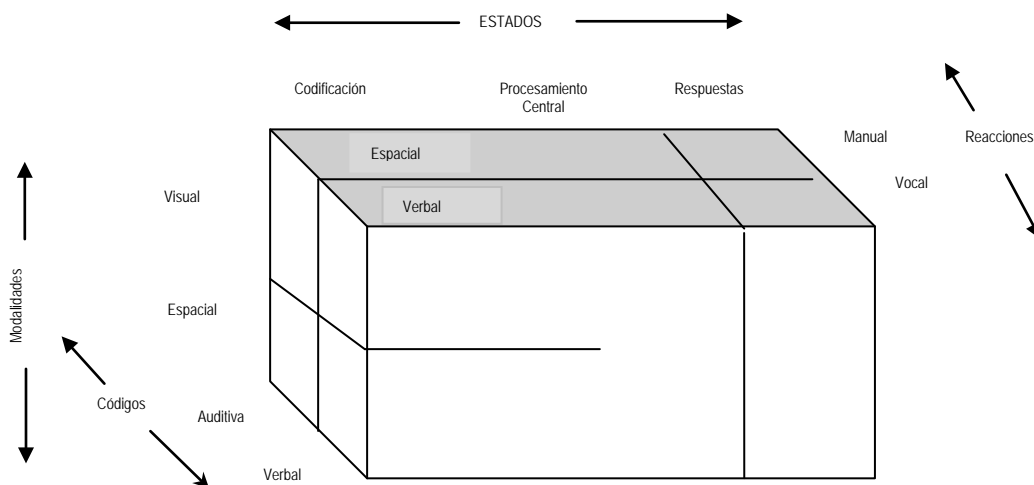 ESTADOS
Codificación
Procesamiento
Central
Respuestas
Manual
Reacciones
Espacial
Vocal
Visual
Verbal
Modalidades
Espacial
Códigos
Auditiva
Verbal